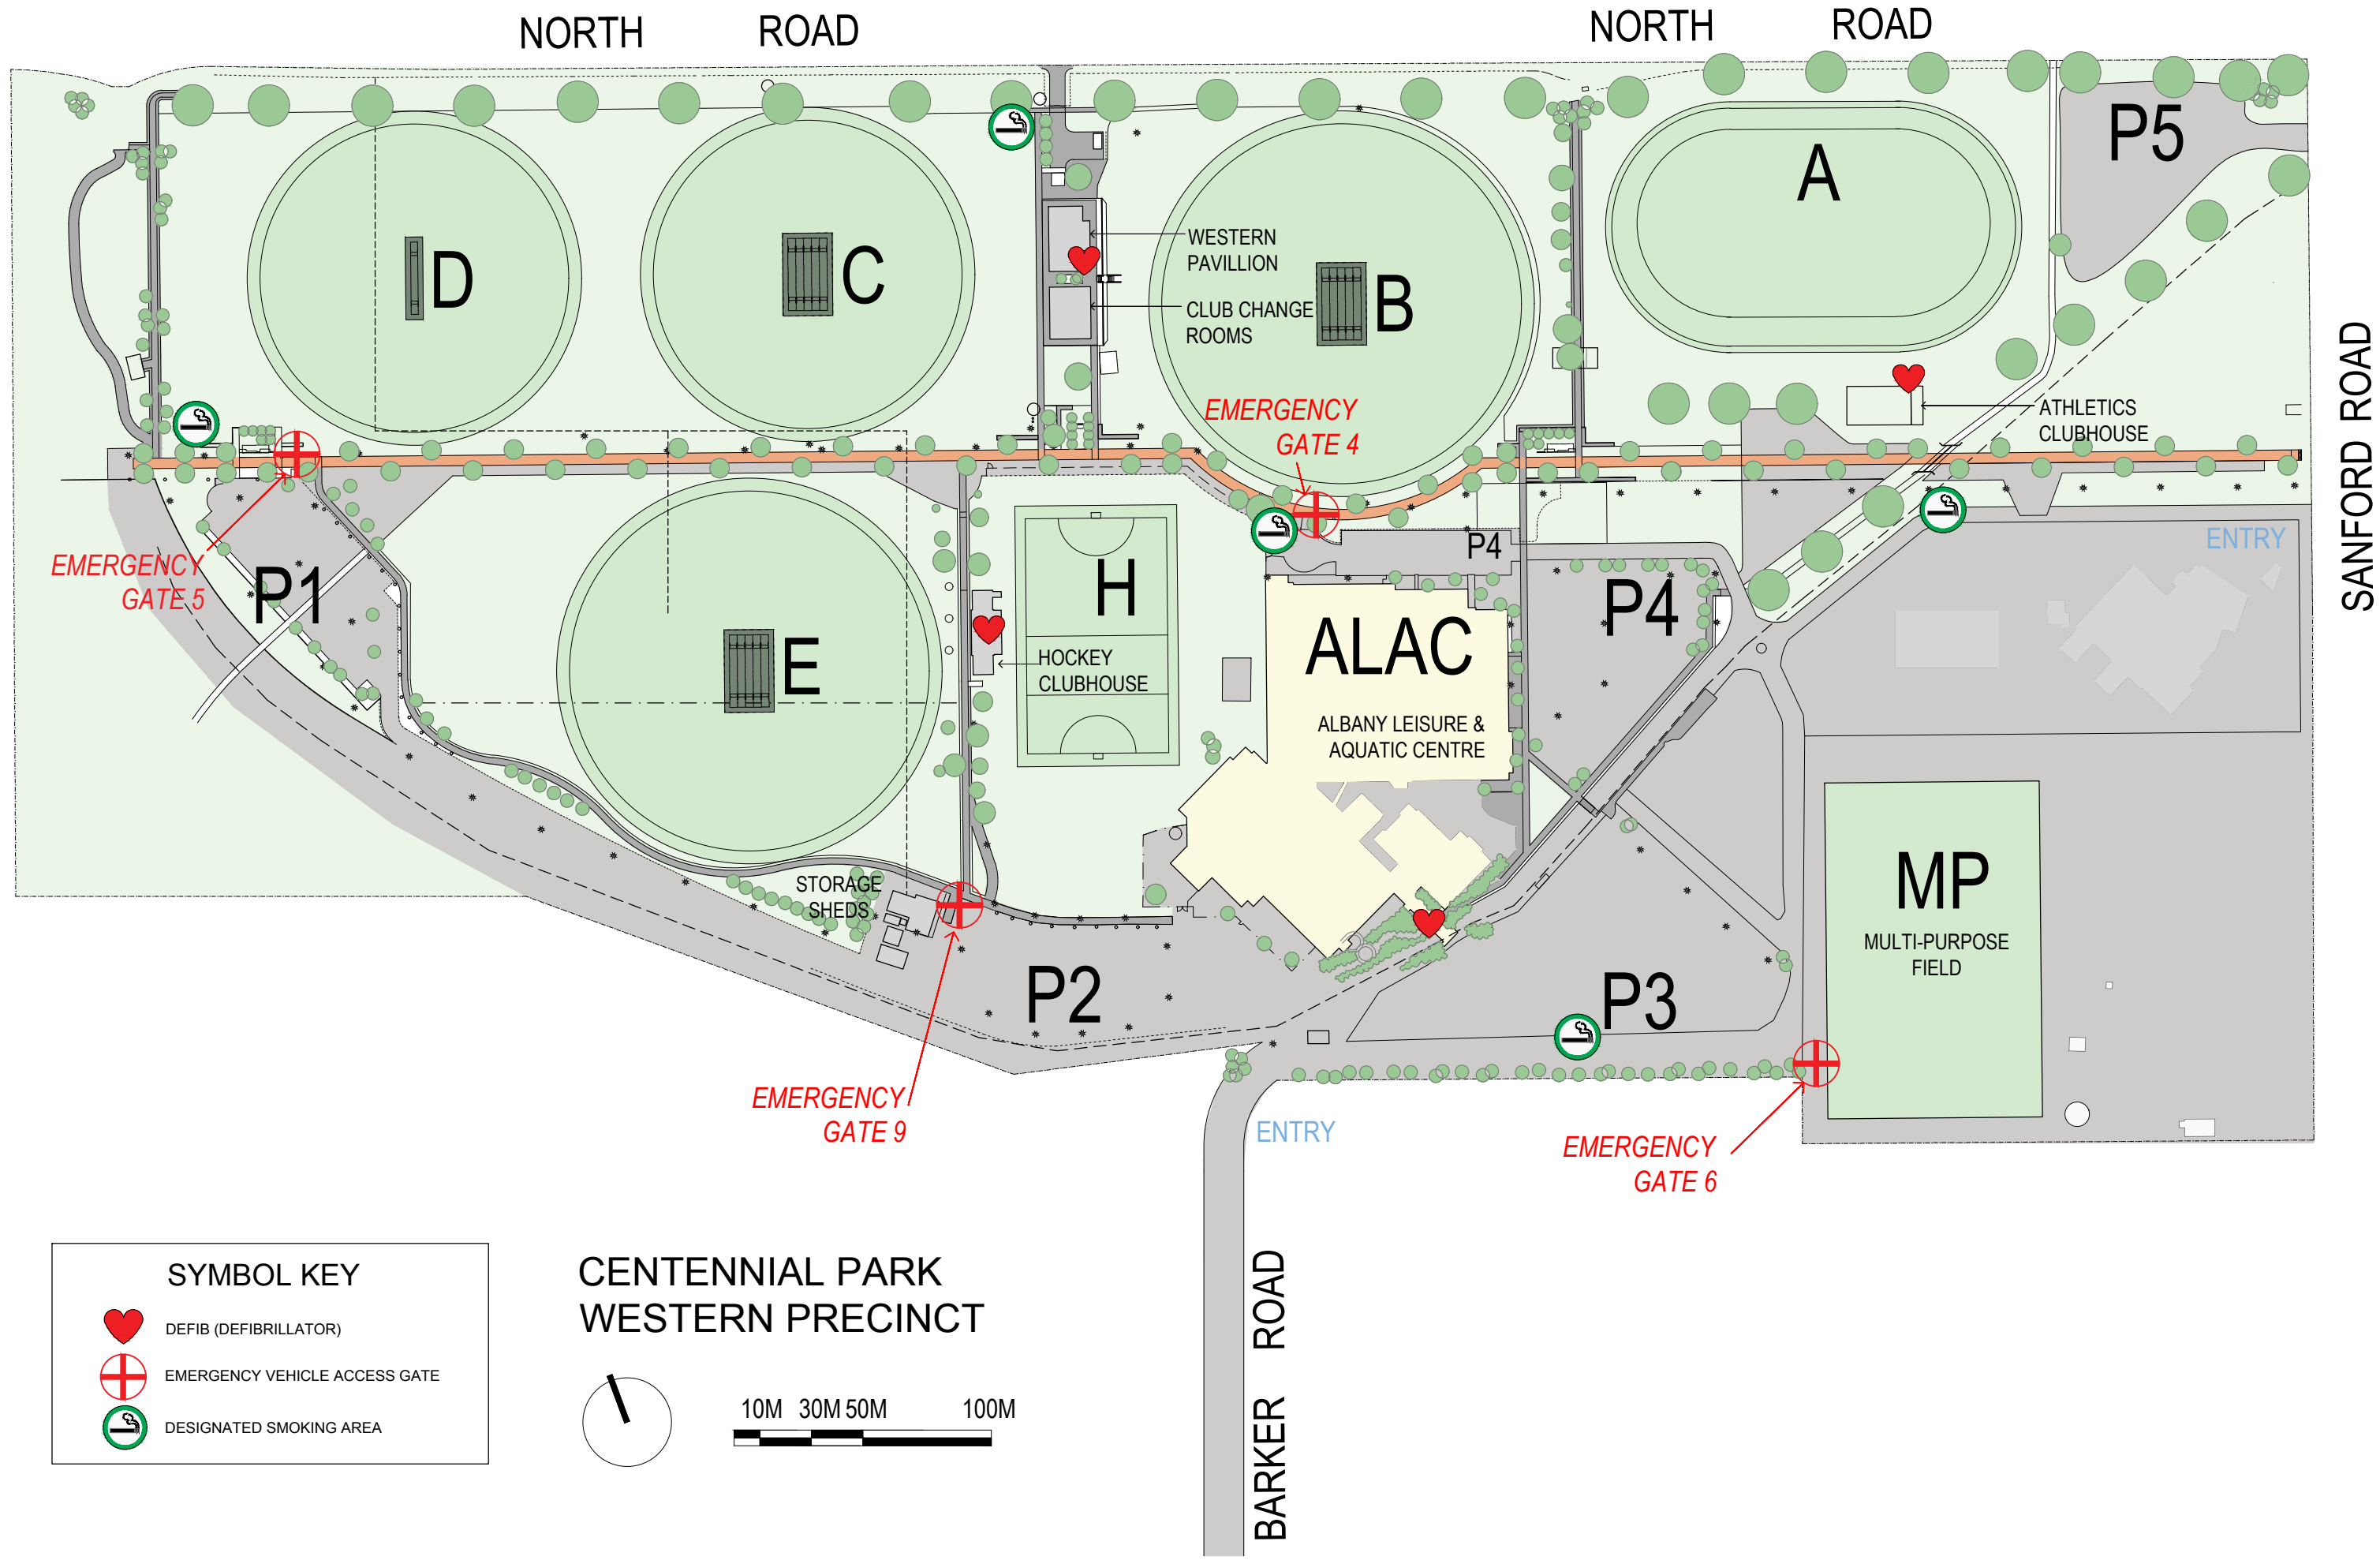 NORTH ROAD
NORTH ROAD
P5
A
D
C
B
WESTERN
PAVILLION
CLUB CHANGE
ROOMS
EMERGENCY
GATE 4
ATHLETICS
CLUBHOUSE
SANFORD ROAD
EMERGENCY
GATE 5
P1
E
H
HOCKEY
CLUBHOUSE
P4
P4
ENTRY
ALAC
ALBANY LEISURE &
AQUATIC CENTRE
MP
MULTI-PURPOSE
FIELD
STORAGE
SHEDS
P2
P3
EMERGENCY
GATE 9
ENTRY
EMERGENCY
GATE 6
BARKER ROAD
SYMBOL KEY
DEFIB (DEFIBRILLATOR)
EMERGENCY VEHICLE ACCESS GATE
DESIGNATED SMOKING AREA
CENTENNIAL PARK
WESTERN PRECINCT
10M 30M 50M 100M